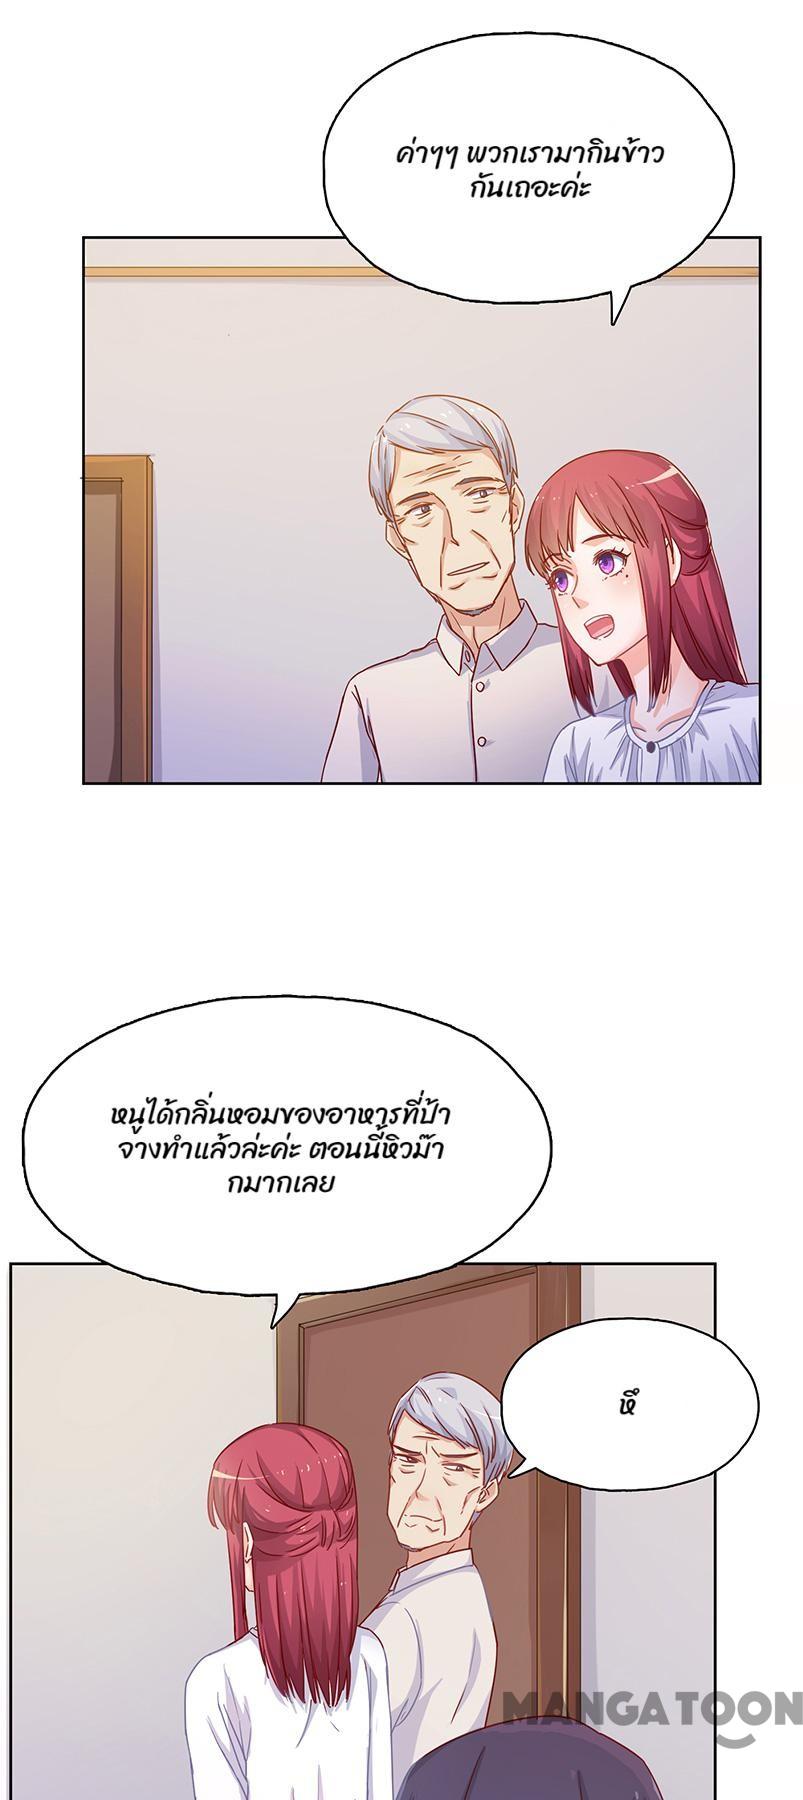 ค่าๆๆ พวกเรามากินข้าว
กันเถอะค่ะ
หนูได้กลิ่นหอมของอาหารที่ป้า
จางทำแล้วล่ะค่ะ ตอนนี้หิวม๊า
กมากเลย
หึ
MANGATOON